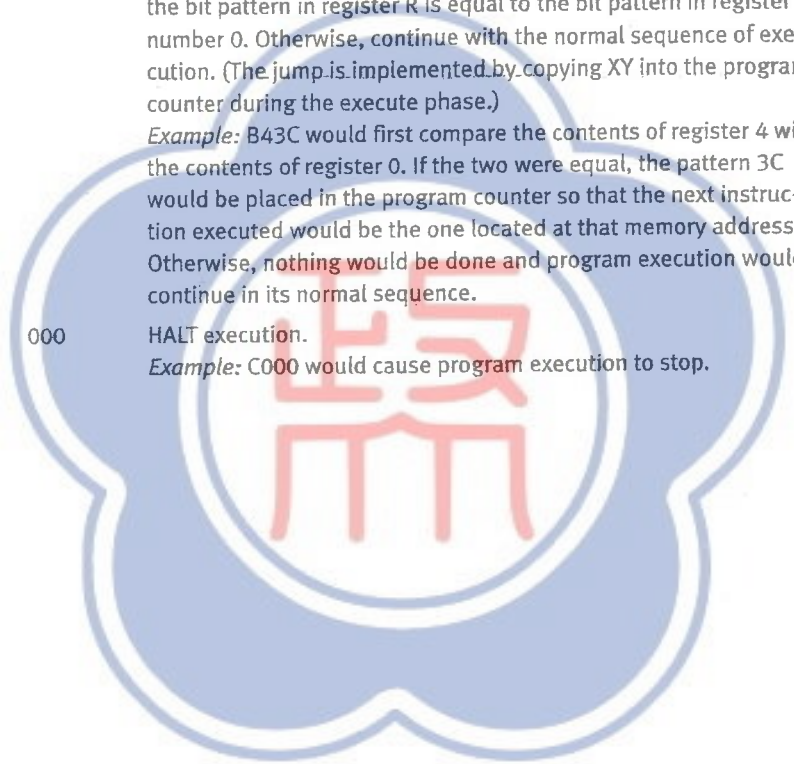 the bit pattern in register R is equal to the bit pattern in register
number 0. Otherwise, continue with the normal sequence of exe-
cution. (The jump is implemented by copying XY into the
counter during the execute phase.)
Example: B43C would first compare the contents of register 4
the contents of register 0. If the two were equal, the pattern 3C
would be placed in the program counter so that the next instruc-
tion executed would be the one located at that memory address
Otherwise, nothing would be done and program execution
continue in its normal sequence.
000 HALT execution.
Example: C000 would cause program execution to stop.
政大